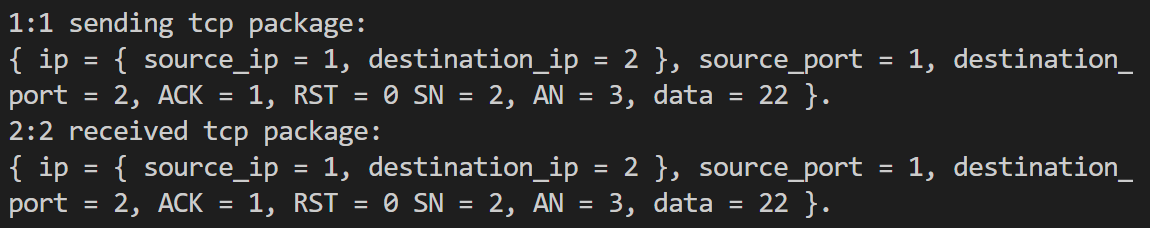 1:1 sending tcp package:
{ ip = { source_ip = 1, destination_ip = 2 }, source_port = 1, destination_
port = 2, ACK = 1, RST = 0 SN = 2, AN = 3, data = 22 }.
2:2 received tcp package:
{ ip = { source_ip = 1, destination_ip = 2 }, source_port = 1, destination_
port = 2, ACK = 1, RST = 0 SN = 2, AN = 3, data = 22 }.